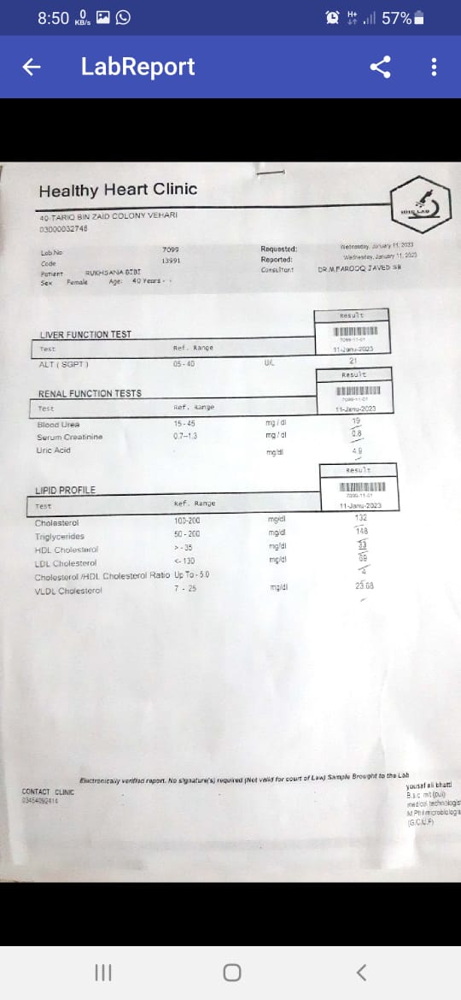 8:50 0 KB/s H+ 57%
LabReport
Healthy Heart Clinic
40-TARIQ BIN ZAID COLONY VEHARI
03000032748
Lab No 7099 Requested: Wednesday, January 11, 2023
Code 13991 Reported: Wednesday, January 11, 2023
Patient RUKHSANA BIBI Consultant DR.M.FAROOQ JAVED SB
Sex Female Age: 40 Years
Result
7099-11-01
LIVER FUNCTION TEST
Test Ref. Range 11-Janu-2023
ALT ( SGPT ) 05 - 40 U/L 21
Result
7099-11-01
RENAL FUNCTION TESTS
Test Ref. Range 11-Janu-2023
Blood Urea 15 - 45 mg / dl 19
Serum Creatinine 0.7--1.3 mg / dl 0.8
Uric Acid mg/dl 4.9
Result
7099-11-01
LIPID PROFILE
Test Ref. Range 11-Janu-2023
Cholesterol 100-200 mg/dl 132
Triglycerides 50 - 200 mg/dl 148
HDL Cholesterol > - 35 mg/dl 33
LDL Cholesterol <- 130 mg/dl 69
Cholesterol /HDL Cholesterol Ratio Up To - 5.0 4
VLDL Cholesterol 7 - 25 mg/dl 23.68
Electronically verified report. No signature(s) required (Not valid for court of Law) Sample Brought to the Lab
CONTACT CLINIC
03454092414
yousaf ali bhatti
B.s.c mlt (pu))
medical technologis
M.Phil microbiologis
(G.C.U.F)